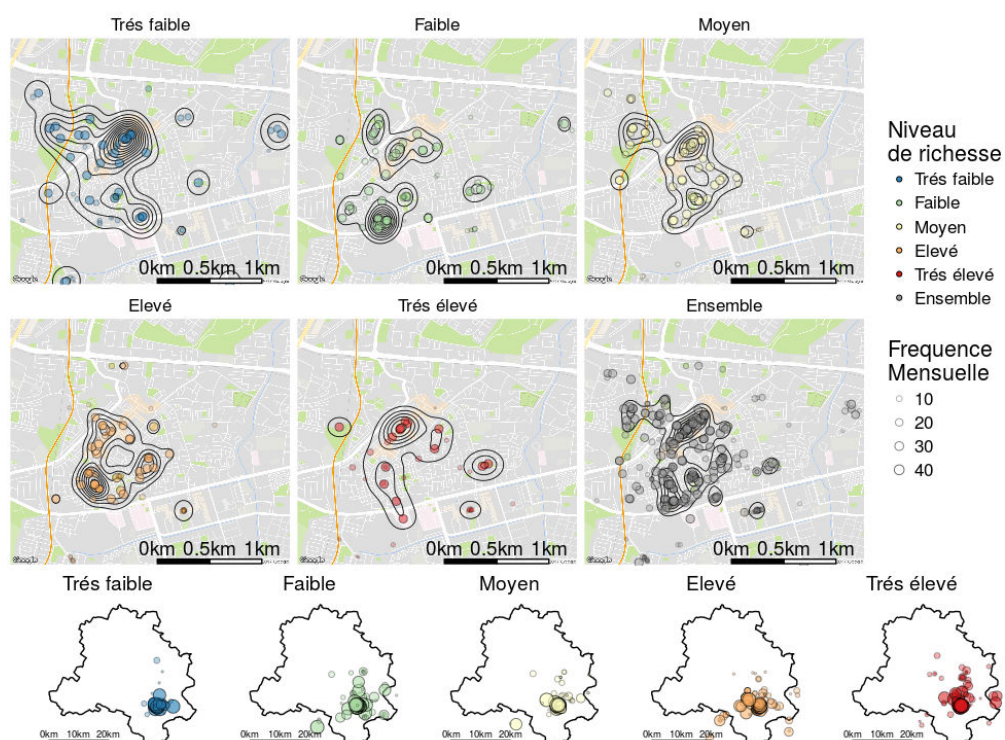 Trés faible
Faible
Moyen
0km 0.5km 1km
0km 0.5km 1km
0km 0.5km 1km
Elevé
Trés élevé
Ensemble
0km 0.5km 1km
0km 0.5km 1km
0km 0.5km 1km
Niveau
de richesse
Trés faible
Faible
Moyen
Elevé
Trés élevé
Ensemble
Frequence
Mensuelle
10
20
30
40
Trés faible
Faible
Moyen
Elevé
Trés élevé
0km 10km 20km
0km 10km 20km
0km 10km 20km
0km 10km 20km
0km 10km 20km